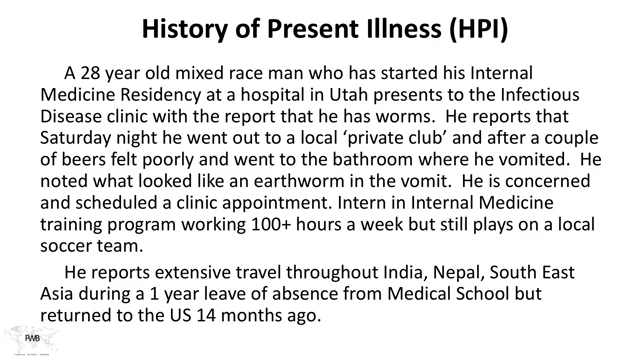 History of Present Illness (HPI)
A 28 year old mixed race man who has started his Internal
Medicine Residency at a hospital in Utah presents to the Infectious
Disease clinic with the report that he has worms.  He reports that
Saturday night he went out to a local ‘private club’ and after a couple
of beers felt poorly and went to the bathroom where he vomited.  He
noted what looked like an earthworm in the vomit.  He is concerned
and scheduled a clinic appointment. Intern in Internal Medicine
training program working 100+ hours a week but still plays on a local
soccer team.
He reports extensive travel throughout India, Nepal, South East
Asia during a 1 year leave of absence from Medical School but
returned to the US 14 months ago.
PWB